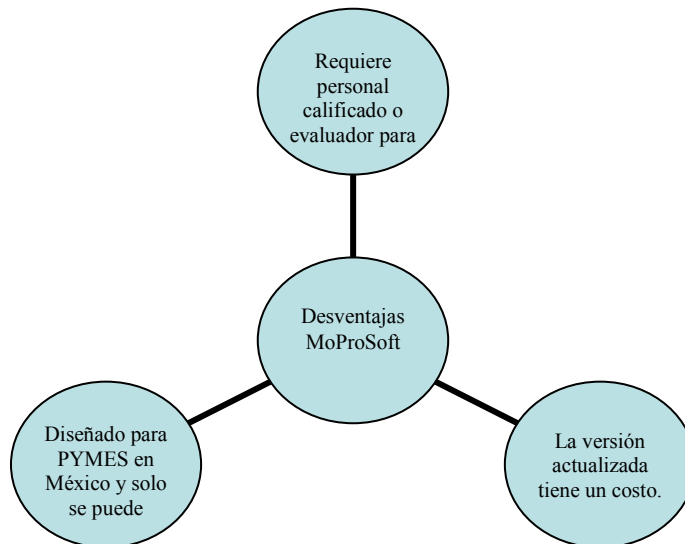 Requiere
personal
calificado o
evaluador para
Desventajas
MoProSoft
Diseñado para
PYMES en
México y solo
se puede
La versión
actualizada
tiene un costo.